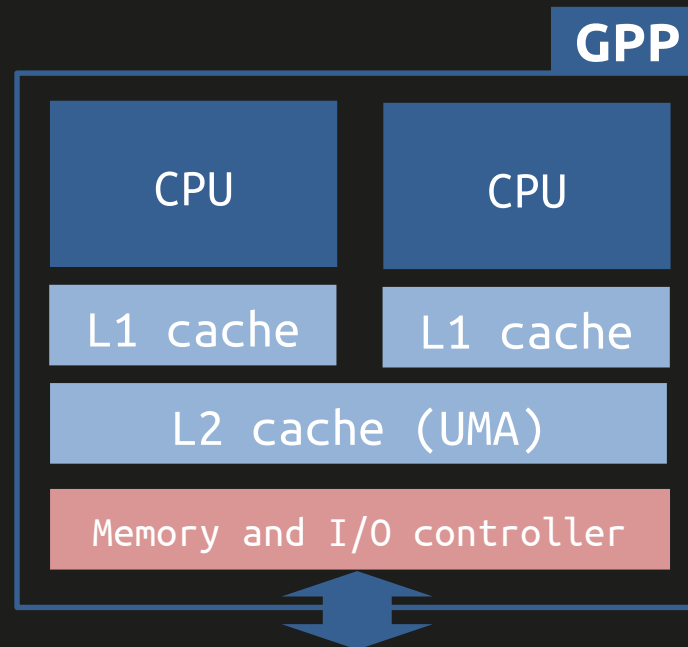 GPP
CPU
CPU
L1 cache
L1 cache
L2 cache (UMA)
Memory and I/O controller